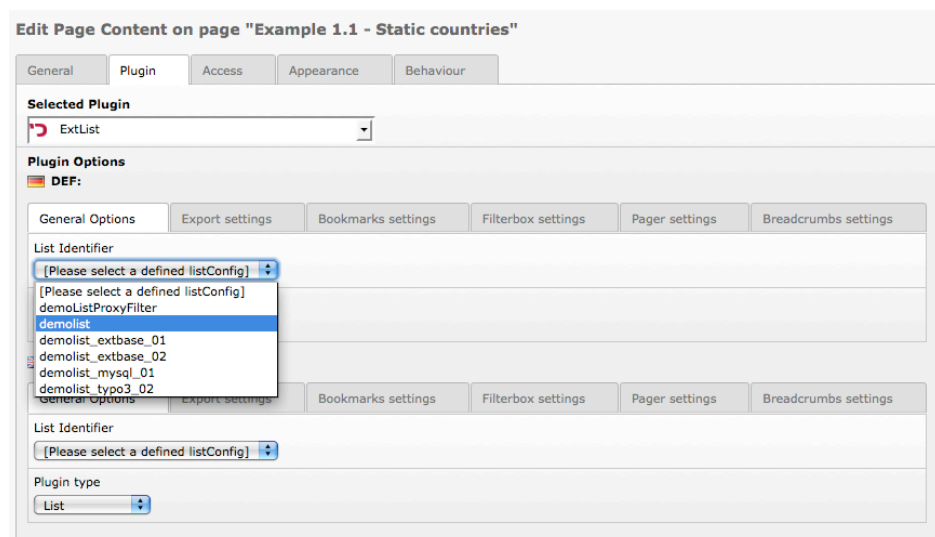 Edit Page Content on page "Example 1.1 - Static countries"
General Plugin Access Appearance Behaviour
Selected Plugin
ExtList
Plugin Options
DEF:
General Options Export settings Bookmarks settings Filterbox settings Pager settings Breadcrumbs settings
List Identifier
[Please select a defined listConfig]
[Please select a defined listConfig]
demoListProxyFilter
demolist
demolist_extbase_01
demolist_extbase_02
demolist_mysql_01
demolist_typo3_02
General Options Export settings Bookmarks settings Filterbox settings Pager settings Breadcrumbs settings
List Identifier
[Please select a defined listConfig]
Plugin type
List